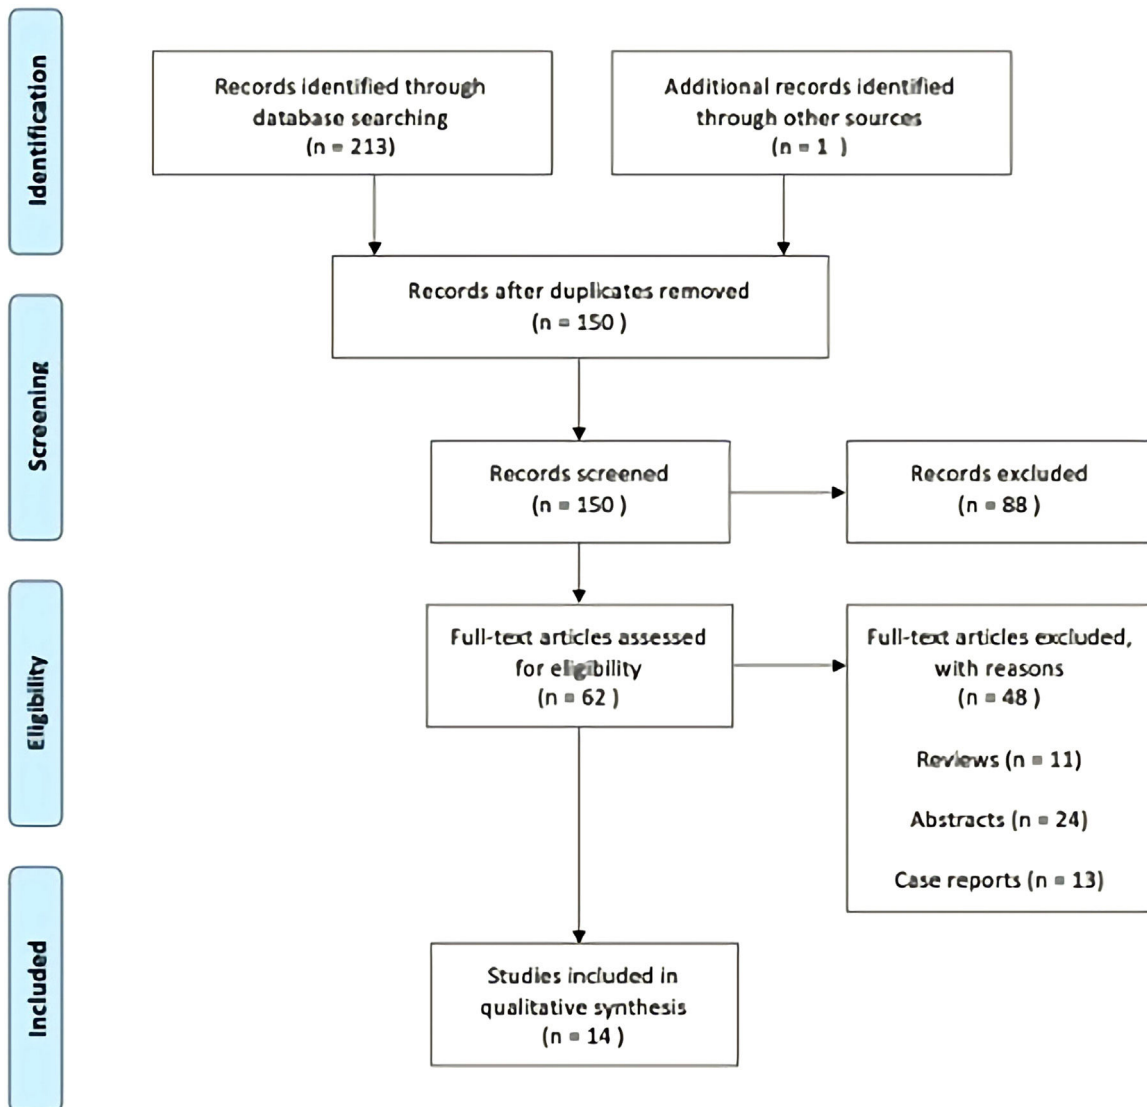 Identification
Records identified through
database searching
(n = 213)
Additional records identified
through other sources
(n = 1 )
Records after duplicates removed
(n = 150 )
Screening
Records screened
(n = 150 )
Records excluded
(n = 88 )
Eligibility
Full-text articles assessed
for eligibility
(n = 62 )
Full-text articles excluded,
with reasons
(n = 48 )
Reviews (n = 11)
Abstracts (n = 24)
Case reports (n = 13)
Included
Studies included in
qualitative synthesis
(n = 14 )